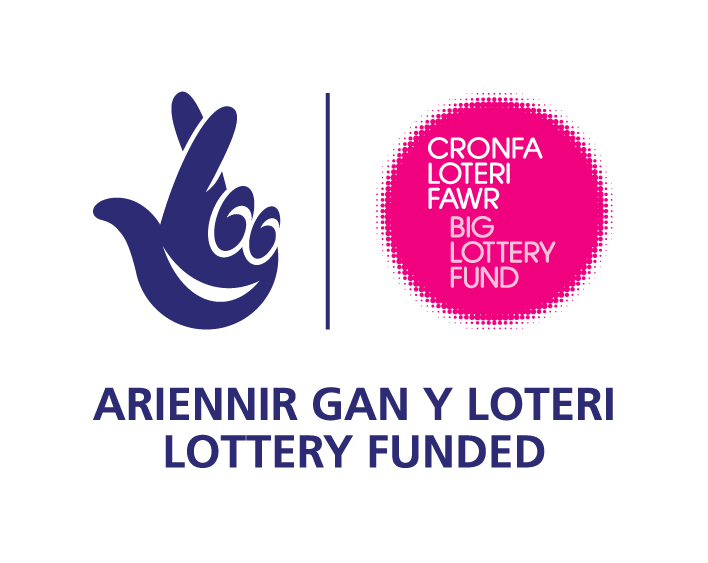 CRONFA
LOTERI
FAWR
BIG
LOTTERY
FUND
ARIENNIR GAN Y LOTERI
LOTTERY FUNDED